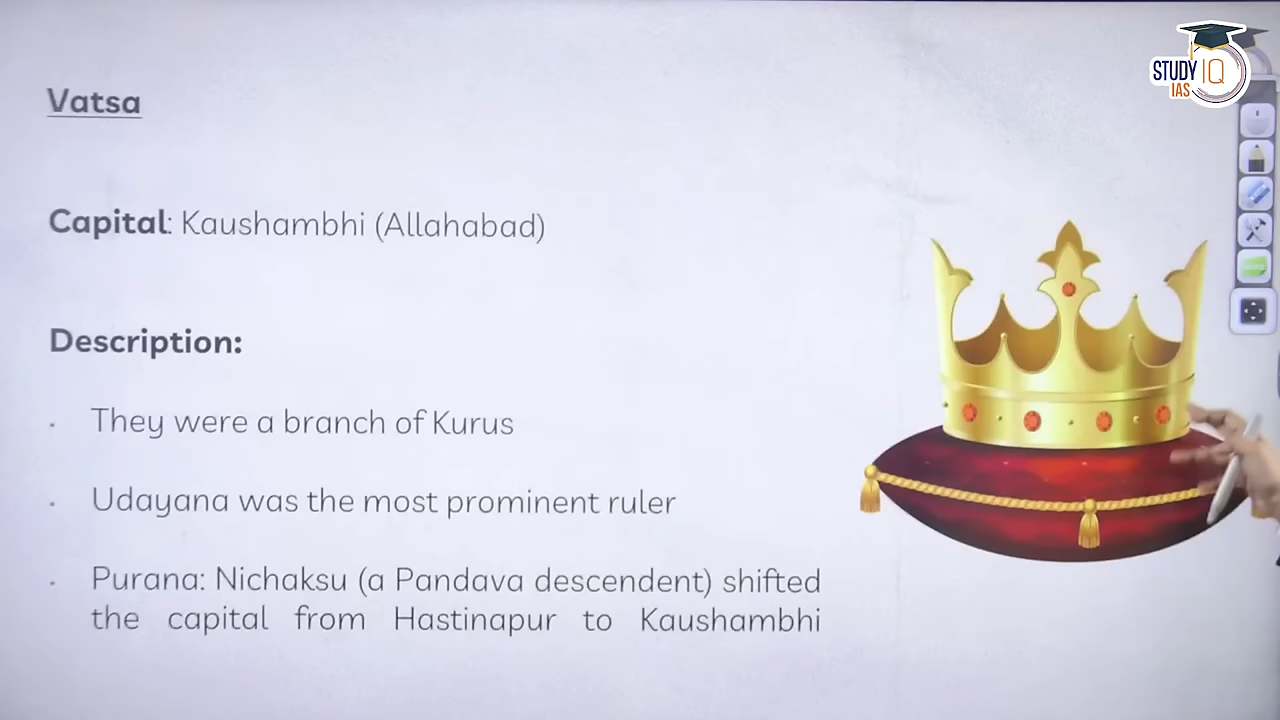 STUDY IQ
IAS
Vatsa
Capital: Kaushambhi (Allahabad)
Description:
. They were a branch of Kurus
. Udayana was the most prominent ruler
. Purana: Nichaksu (a Pandava descendent) shifted
the capital from Hastinapur to Kaushambhi